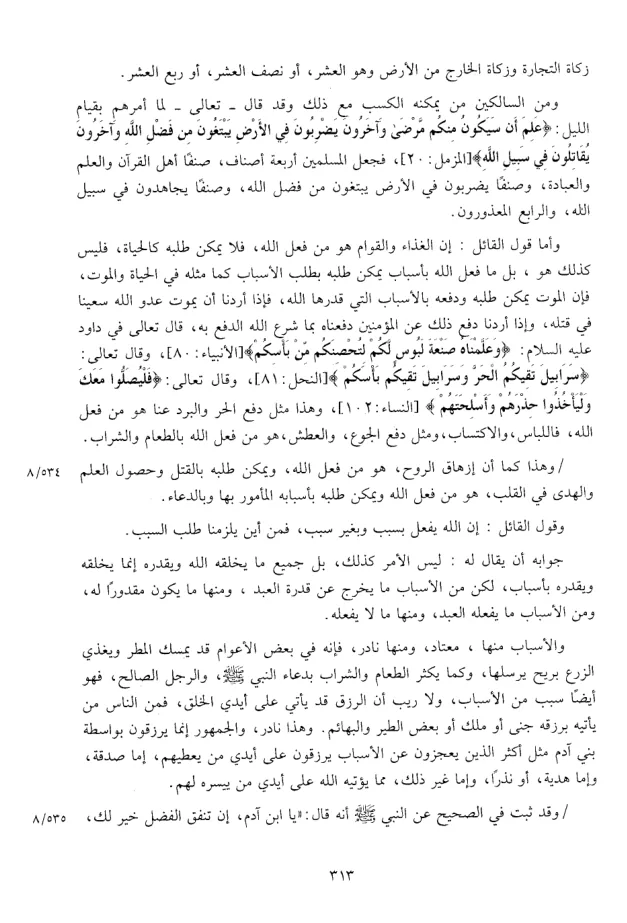 زكاة التجارة وزكاة الخارج من الأرض وهو العشر، أو نصف العشر، أو ربع العشر.
ومن السالكين من يمكنه الكسب مع ذلك وقد قال ـ تعالى ـ لما أمرهم بقيام
الليل: ﴿عَلِمَ أَن سَيَكُونُ مِنكُم مَّرْضَىٰ وَآخَرُونَ يَضْرِبُونَ فِي الأَرْضِ يَبْتَغُونَ مِن فَضْلِ اللَّهِ وَآخَرُونَ
يُقَاتِلُونَ فِي سَبِيلِ اللَّهِ﴾[المزمل: ٢٠]، فجعل المسلمين أربعة أصناف، صنفًا أهل القرآن والعلم
والعبادة، وصنفًا يضربون في الأرض يبتغون من فضل الله، وصنفًا يجاهدون في سبيل
الله، والرابع المعذورون.
وأما قول القائل : إن الغذاء والقوام هو من فعل الله، فلا يمكن طلبه كالحياة، فليس
كذلك هو ، بل ما فعل الله بأسباب يمكن طلبه بطلب الأسباب كما مثله في الحياة والموت،
فإن الموت يمكن طلبه ودفعه بالأسباب التي قدرها الله، فإذا أردنا أن يموت عدو الله سعينا
في قتله، وإذا أردنا دفع ذلك عن المؤمنين دفعناه بما شرع الله الدفع به، قال تعالى في داود
عليه السلام: ﴿وَعَلَّمْنَاهُ صَنْعَةَ لَبُوسٍ لَّكُمْ لِتُحْصِنَكُم مِّنْ بَأْسِكُمْ﴾[الأنبياء: ٨٠]، وقال تعالى:
﴿سَرَابِيلَ تَقِيكُمُ الْحَرَّ وَسَرَابِيلَ تَقِيكُم بَأْسَكُمْ ﴾[النحل: ٨١]، وقال تعالى: ﴿فَلْيُصَلُّوا مَعَكَ
وَلْيَأْخُذُوا حِذْرَهُمْ وَأَسْلِحَتَهُمْ ﴾ [النساء: ١٠٢]، وهذا مثل دفع الحر والبرد عنا هو من فعل
الله، فاللباس،والاكتساب،ومثل دفع الجوع، والعطش،هو من فعل الله بالطعام والشراب.
/وهذا كما أن إزهاق الروح، هو من فعل الله، ويمكن طلبه بالقتل وحصول العلم ٨/٥٣٤
والهدى في القلب، هو من فعل الله ويمكن طلبه بأسبابه المأمور بها وبالدعاء.
وقول القائل : إن الله يفعل بسبب وبغير سبب، فمن أين يلزمنا طلب السبب.
جوابه أن يقال له : ليس الأمر كذلك، بل جميع ما يخلقه الله ويقدره إنما يخلقه
ويقدره بأسباب، لكن من الأسباب ما يخرج عن قدرة العبد ، ومنها ما يكون مقدورًا له،
ومن الأسباب ما يفعله العبد، ومنها ما لا يفعله.
والأسباب منها ، معتاد، ومنها نادر، فإنه في بعض الأعوام قد يمسك المطر ويغذي
الزرع بريح يرسلها، وكما يكثر الطعام والشراب بدعاء النبي ﷺ، والرجل الصالح، فهو
أيضًا سبب من الأسباب، ولا ريب أن الرزق قد يأتي على أيدي الخلق، فمن الناس من
يأتيه برزقه جنى أو ملك أو بعض الطير والبهائم. وهذا نادر، والجمهور إنما يرزقون بواسطة
بني آدم مثل أكثر الذين يعجزون عن الأسباب يرزقون على أيدي من يعطيهم، إما صدقة،
وإما هدية، أو نذرًا، وإما غير ذلك، مما يؤتيه الله على أيدي من ييسره لهم.
/وقد ثبت في الصحيح عن النبي ﷺ أنه قال: «يا ابن آدم، إن تنفق الفضل خير لك، ٨/٥٣٥
٣١٣